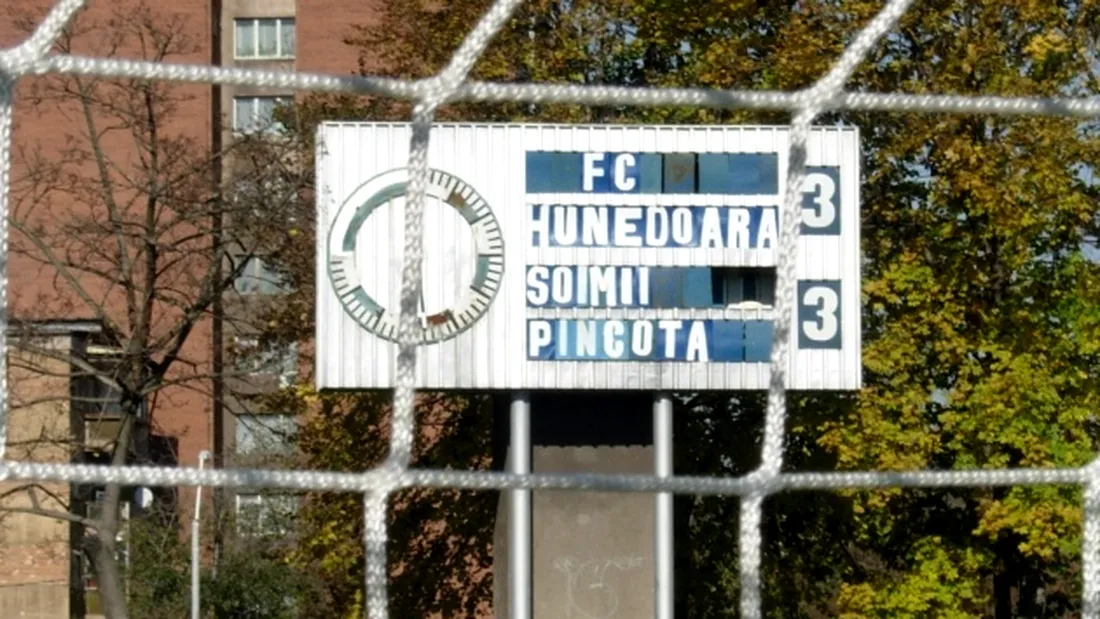 FC
HUNEDOARA 3
SOIMII
PINCOTA 3